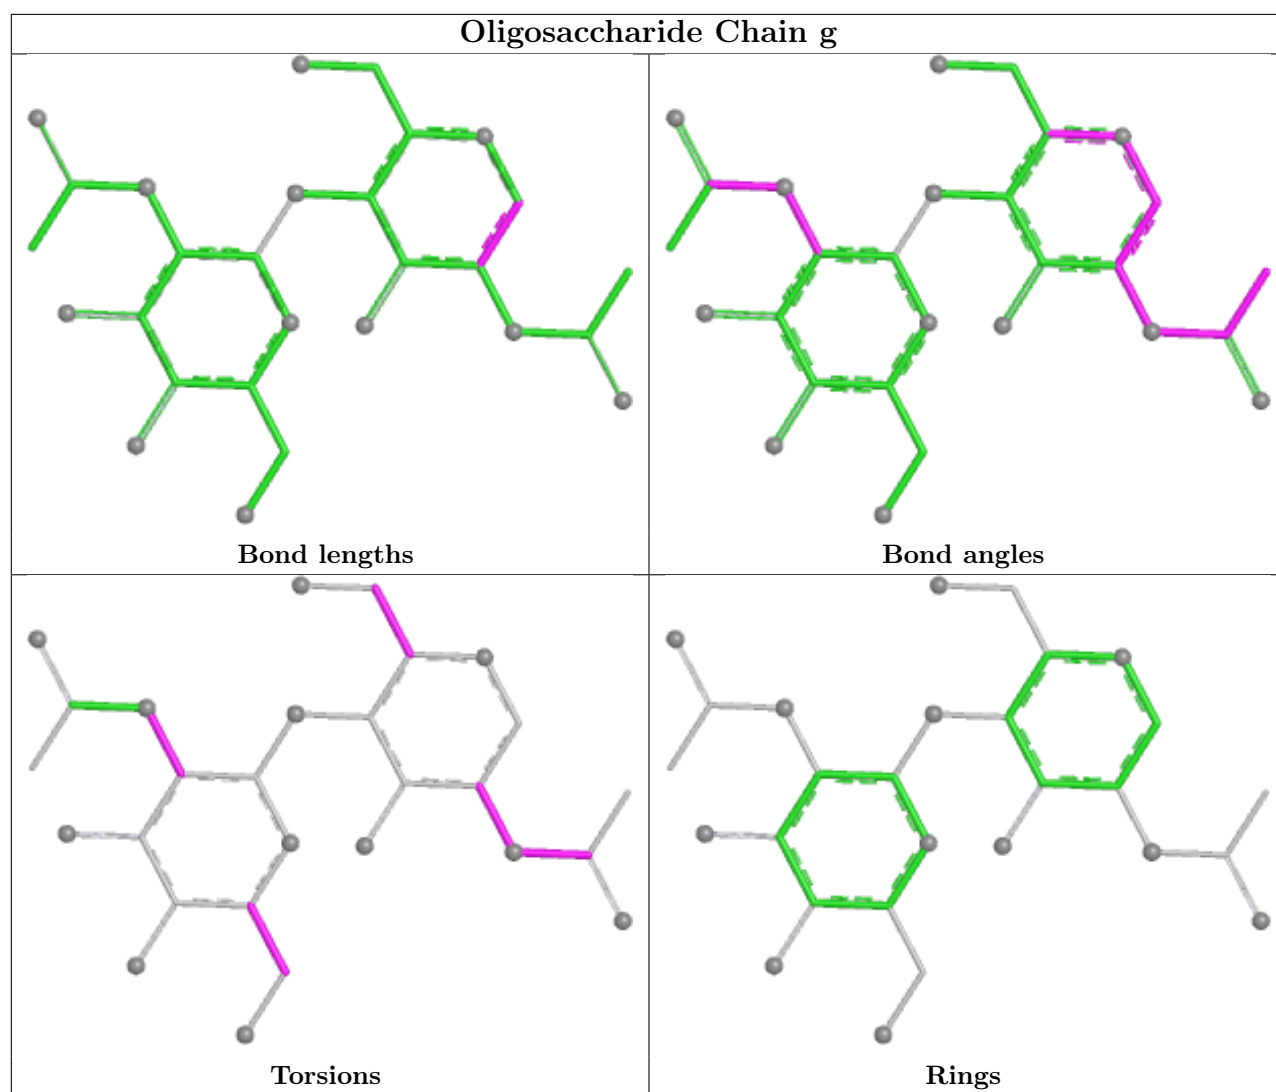 Oligosaccharide Chain g
Bond lengths
Bond angles
Torsions
Rings